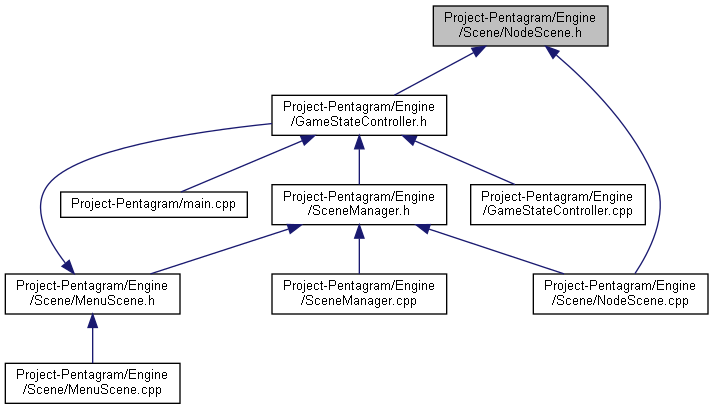 Project-Pentagram/Engine
/Scene/NodeScene.h
Project-Pentagram/Engine
/GameStateController.h
Project-Pentagram/main.cpp
Project-Pentagram/Engine
/SceneManager.h
Project-Pentagram/Engine
/GameStateController.cpp
Project-Pentagram/Engine
/Scene/MenuScene.h
Project-Pentagram/Engine
/SceneManager.cpp
Project-Pentagram/Engine
/Scene/NodeScene.cpp
Project-Pentagram/Engine
/Scene/MenuScene.cpp